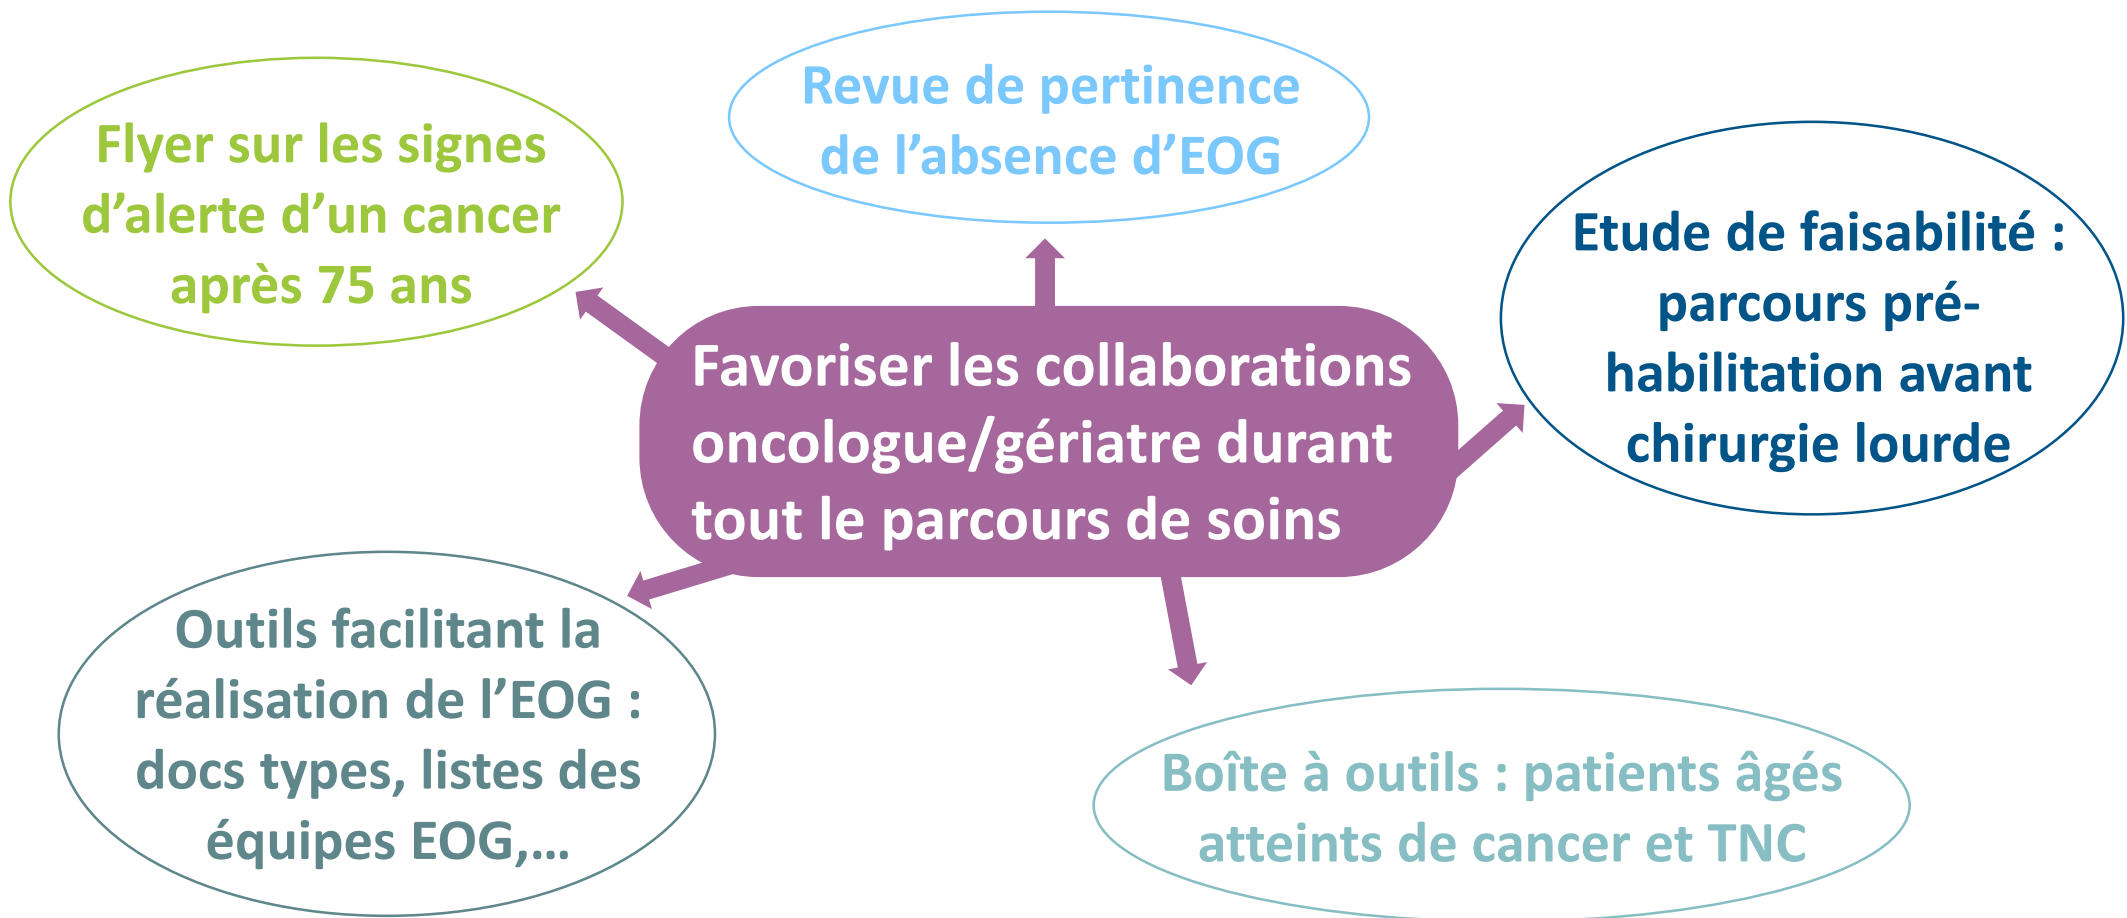 Revue de pertinence
de l’absence d’EOG
Flyer sur les signes
d’alerte d’un cancer
après 75 ans
Etude de faisabilité :
parcours pré-
habilitation avant
chirurgie lourde
Favoriser les collaborations
oncologue/gériatre durant
tout le parcours de soins
Outils facilitant la
réalisation de l’EOG :
docs types, listes des
équipes EOG,…
Boîte à outils : patients âgés
atteints de cancer et TNC